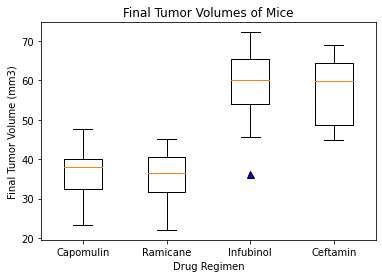 Final Tumor Volumes of Mice
Final Tumor Volume (mm3)
70
60
50
40
30
20
Capomulin
Ramicane
Infubinol
Ceftamin
Drug Regimen